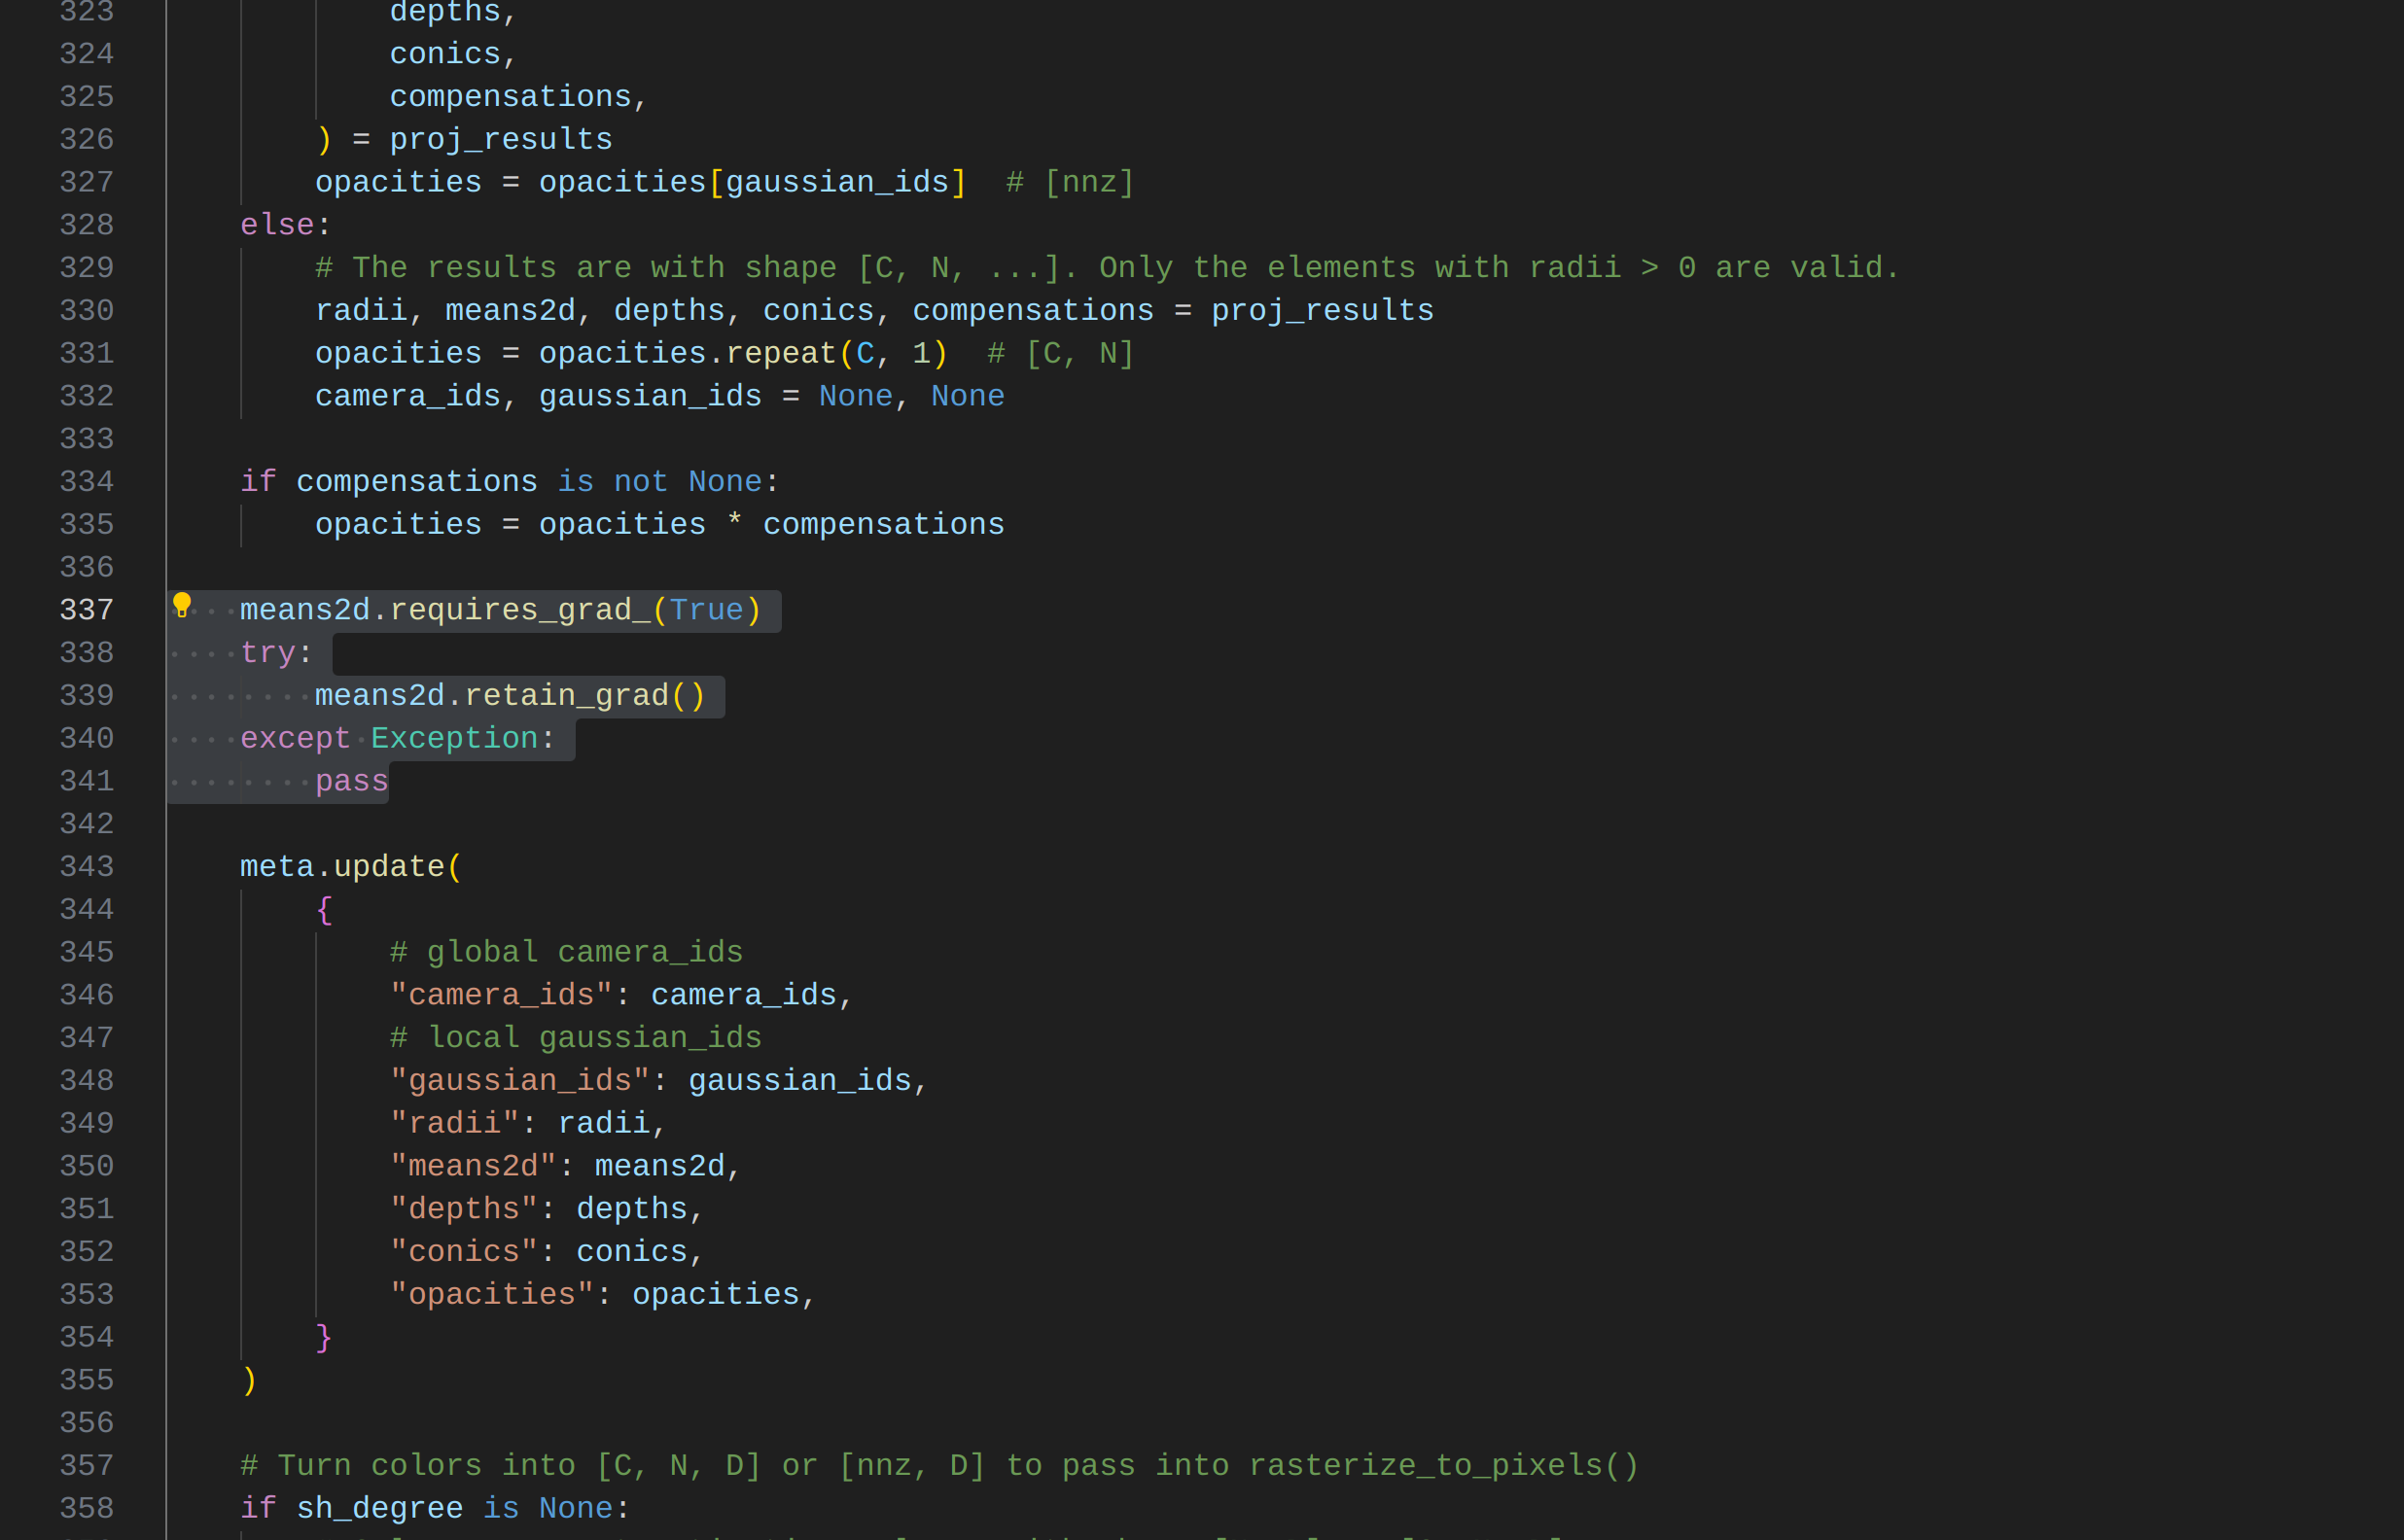 323 depths,
324 conics,
325 compensations,
326 ) = proj_results
327 opacities = opacities[gaussian_ids]  # [nnz]
328 else:
329 # The results are with shape [C, N, ...]. Only the elements with radii > 0 are valid.
330 radii, means2d, depths, conics, compensations = proj_results
331 opacities = opacities.repeat(C, 1)  # [C, N]
332 camera_ids, gaussian_ids = None, None
333
334 if compensations is not None:
335 opacities = opacities * compensations
336
337 means2d.requires_grad_(True)
338 try:
339 means2d.retain_grad()
340 except Exception:
341 pass
342
343 meta.update(
344 {
345 # global camera_ids
346 "camera_ids": camera_ids,
347 # local gaussian_ids
348 "gaussian_ids": gaussian_ids,
349 "radii": radii,
350 "means2d": means2d,
351 "depths": depths,
352 "conics": conics,
353 "opacities": opacities,
354 }
355 )
356
357 # Turn colors into [C, N, D] or [nnz, D] to pass into rasterize_to_pixels()
358 if sh_degree is None: